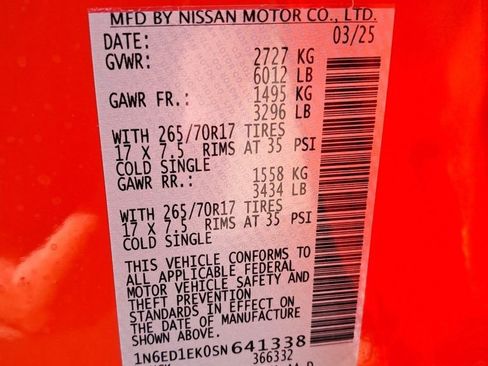 MFD BY NISSAN MOTOR CO., LTD.
DATE: 03/25
GVWR: 2727 KG
6012 LB
GAWR FR.: 1495 KG
3296 LB
WITH 265/70R17 TIRES
17 X 7.5 RIMS AT 35 PSI
COLD SINGLE
GAWR RR.: 1558 KG
3434 LB
WITH 265/70R17 TIRES
17 X 7.5 RIMS AT 35 PSI
COLD SINGLE
THIS VEHICLE CONFORMS TO
ALL APPLICABLE FEDERAL
MOTOR VEHICLE SAFETY AND
THEFT PREVENTION
STANDARDS IN EFFECT ON
THE DATE OF MANUFACTURE
SHOWN ABOVE.
1N6ED1EK0SN641338
366332